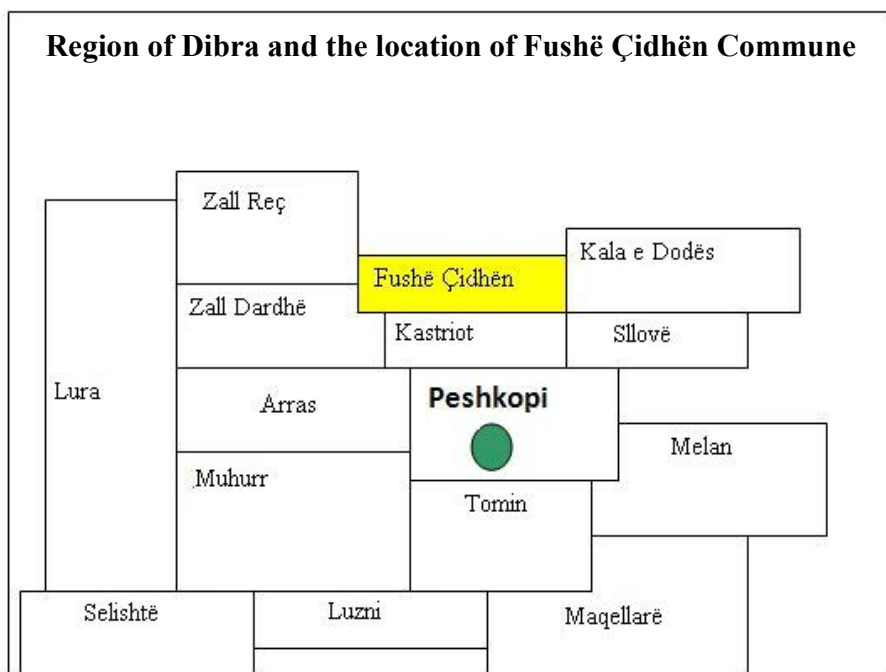 Region of Dibra and the location of Fushë Çidhën Commune
Zall Reç
Kala e Dodës
Fushë Çidhën
Zall Dardhë
Kastriot
Sllovë
Lura
Arras
Peshkopi
Melan
Muhurr
Tomin
Selishtë
Luzni
Maqellarë